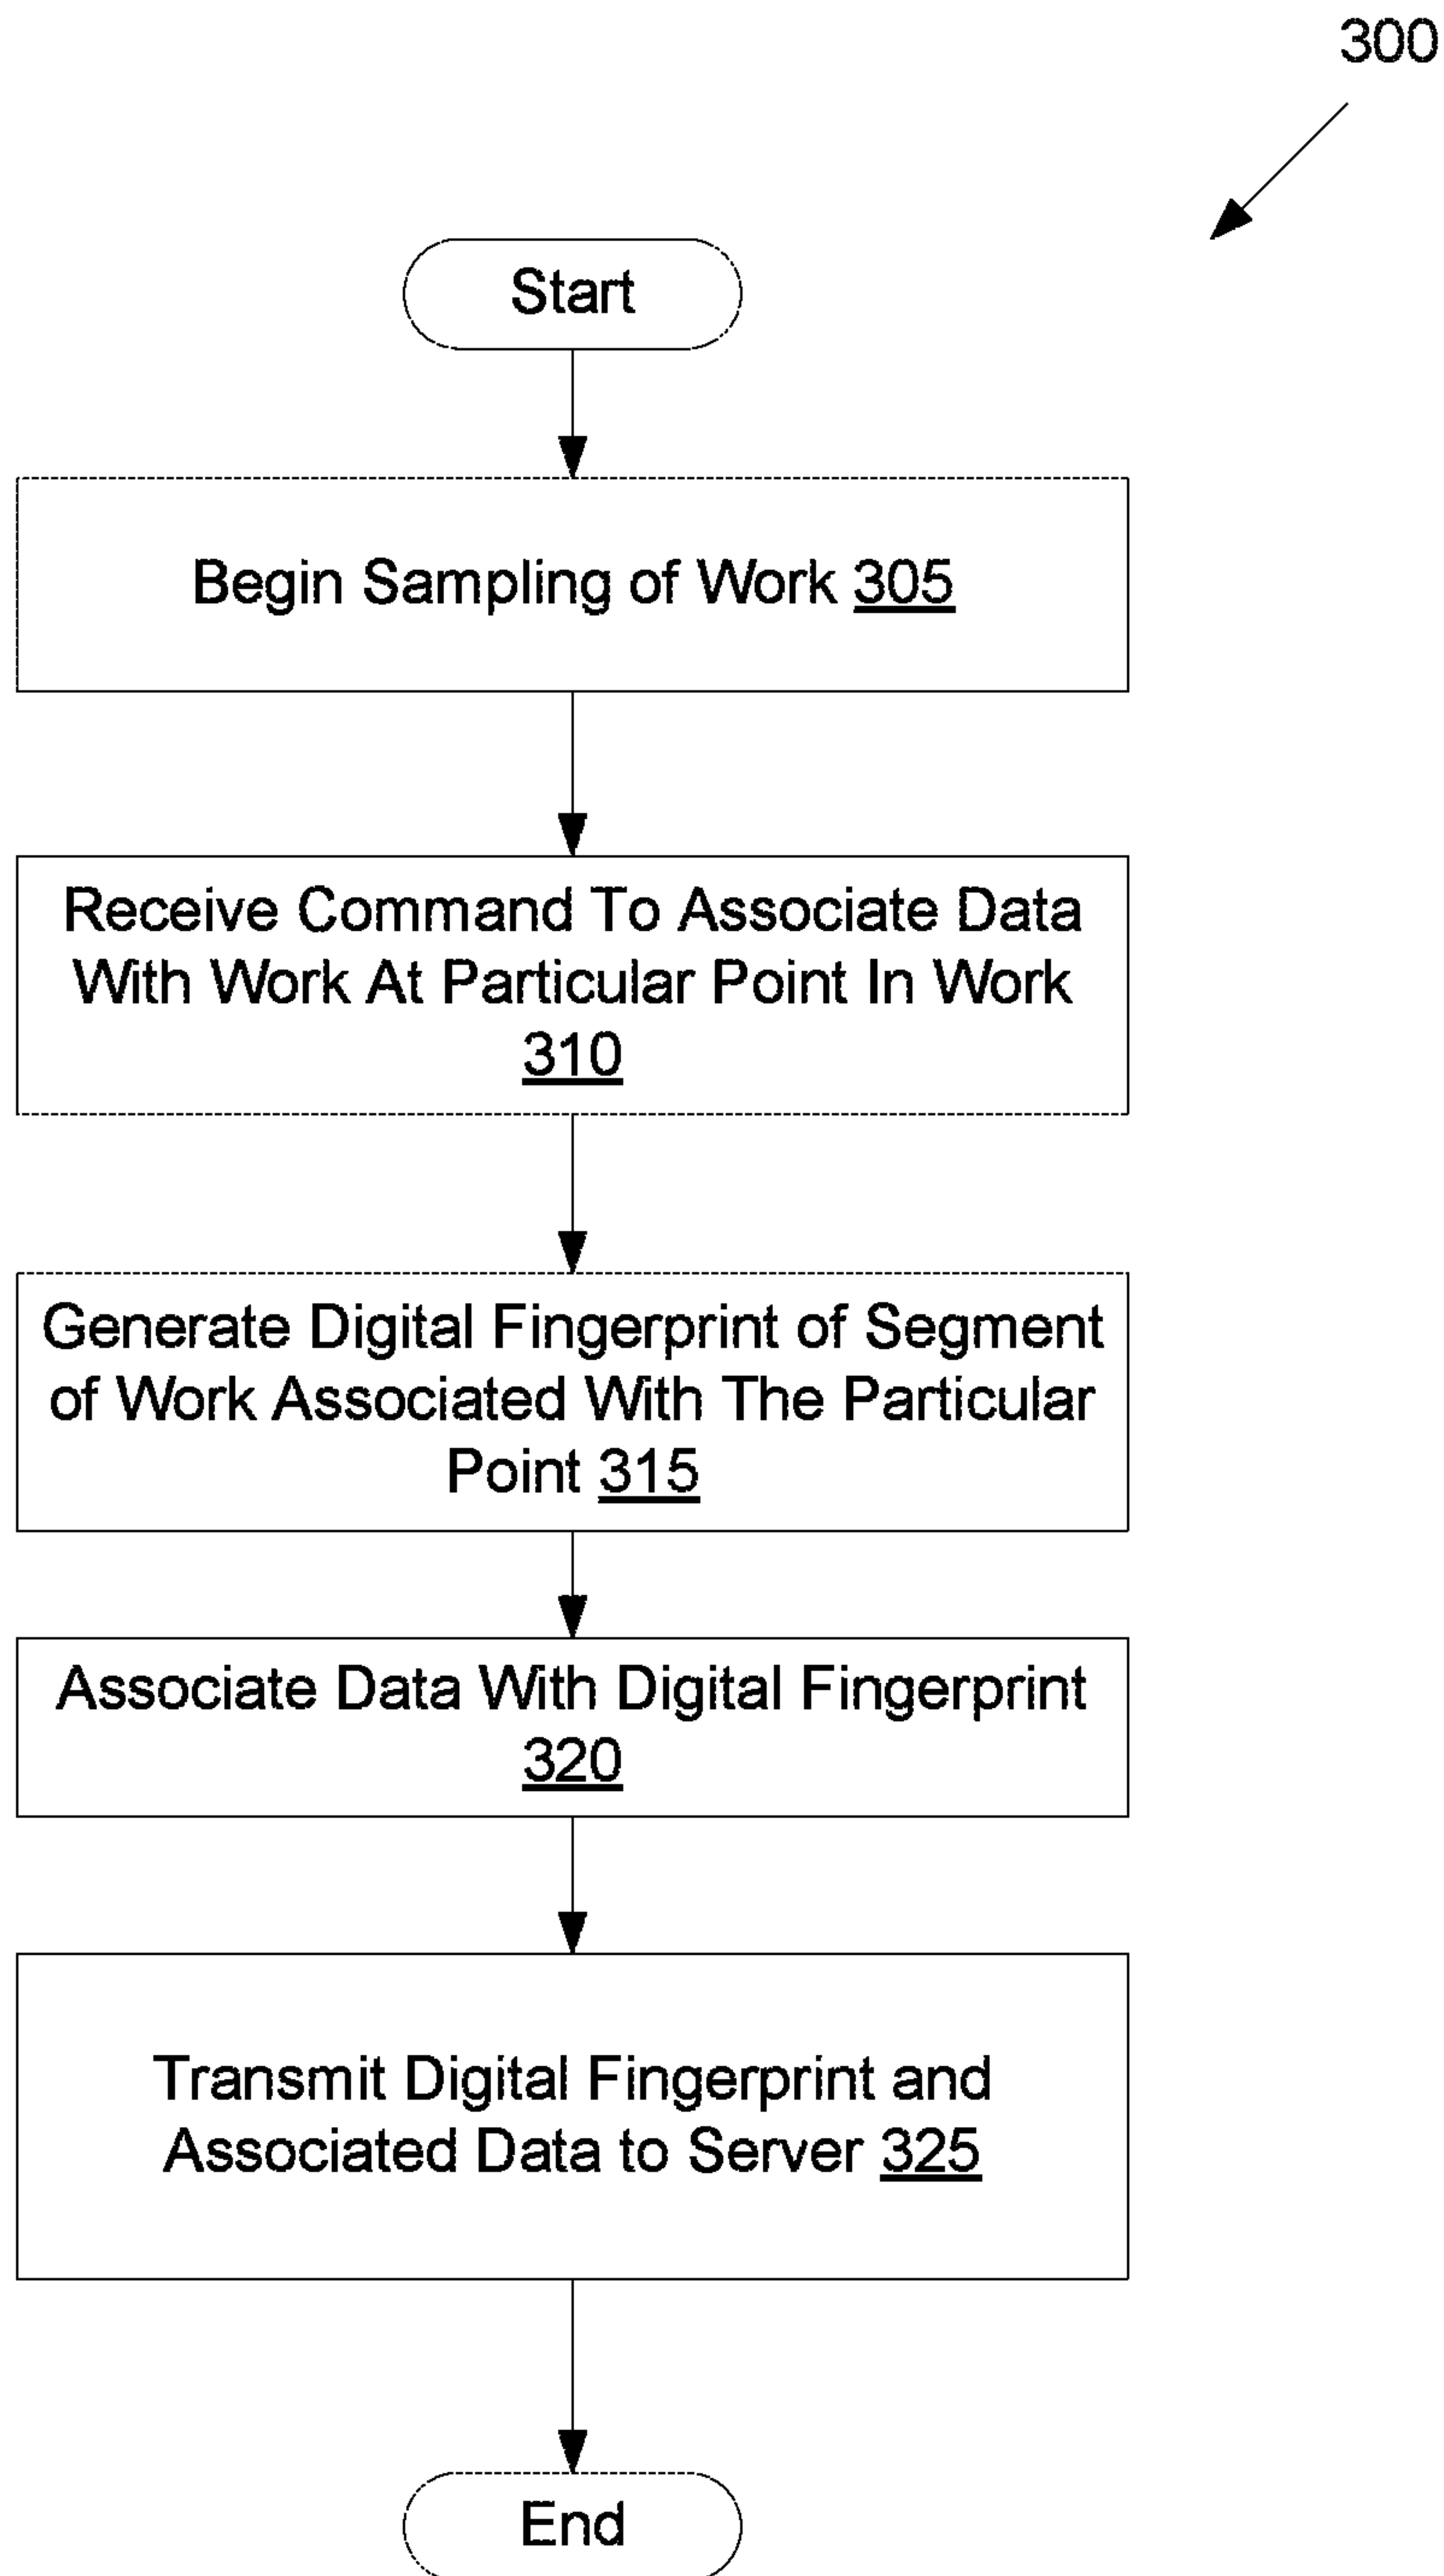 300
Start
Begin Sampling of Work 305
Receive Command To Associate Data
With Work At Particular Point In Work
310
Generate Digital Fingerprint of Segment
of Work Associated With The Particular
Point 315
Associate Data With Digital Fingerprint
320
Transmit Digital Fingerprint and
Associated Data to Server 325
End